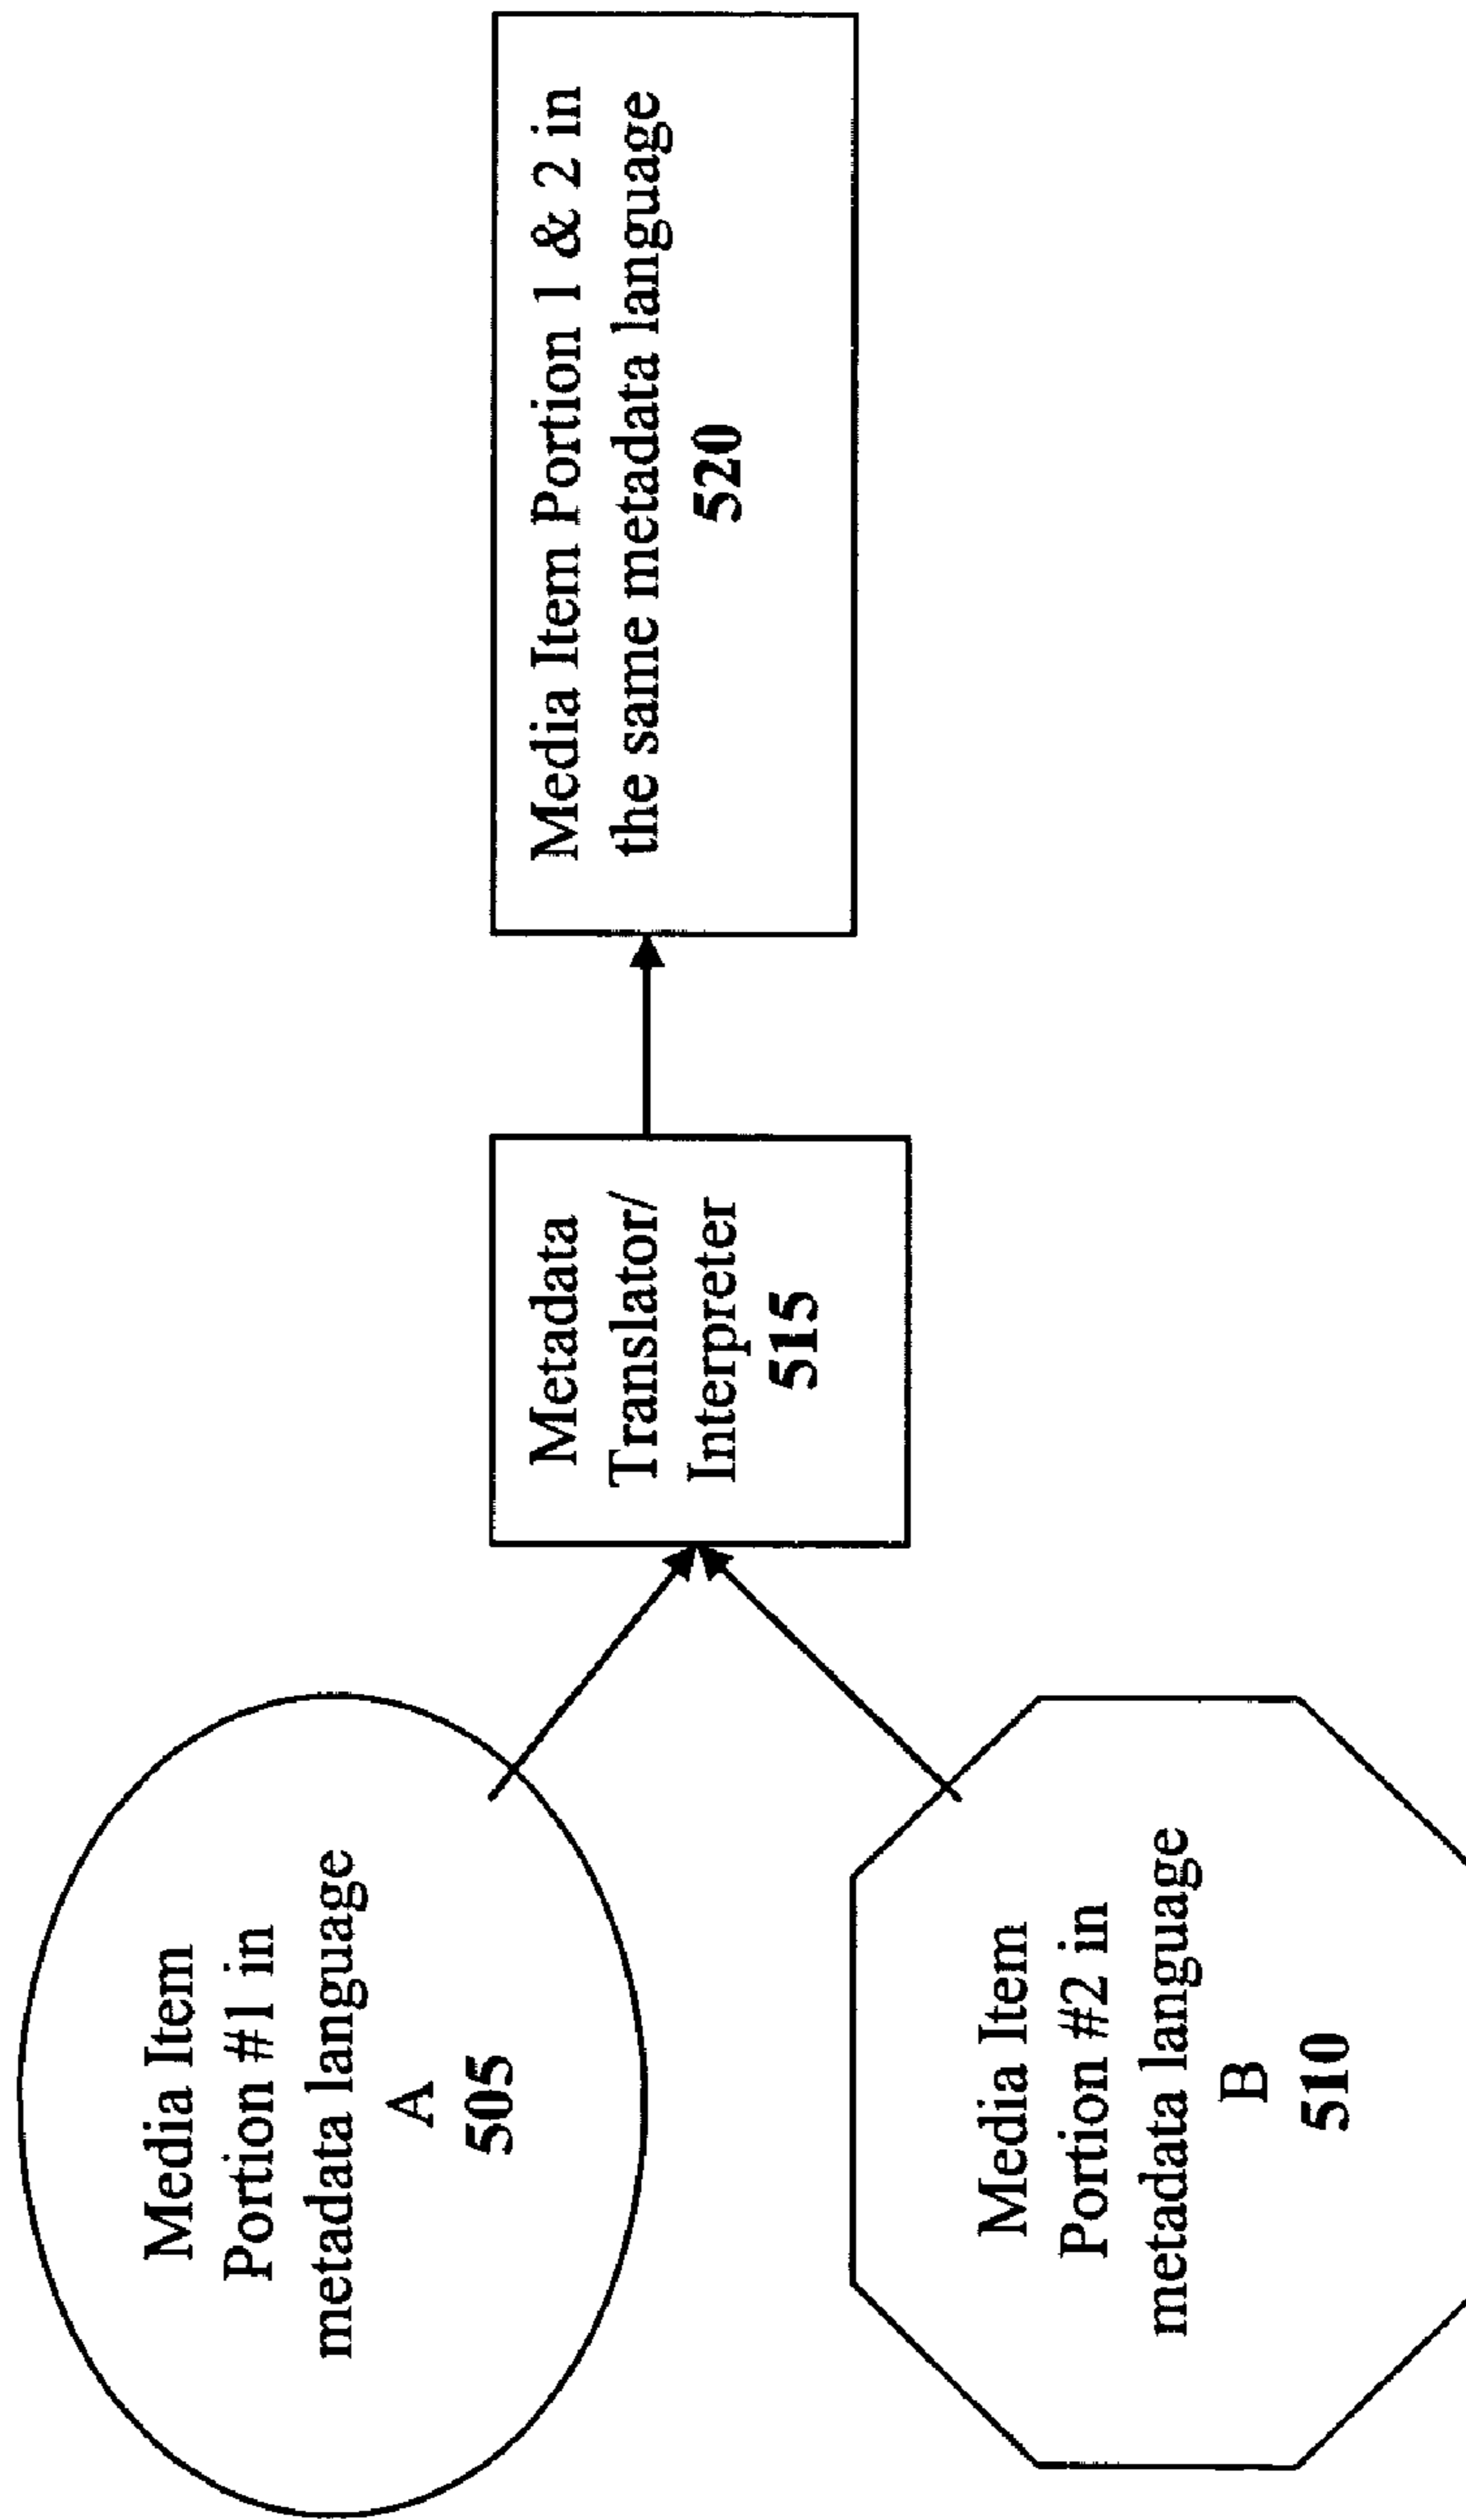 Media Item
Portion #1 in
metadata language
A
505
Media Item
Portion #2 in
metadata language
B
510
Metadata
Translator/
Interpreter
515
Media Item Portion 1 & 2 in
the same metadata language
520